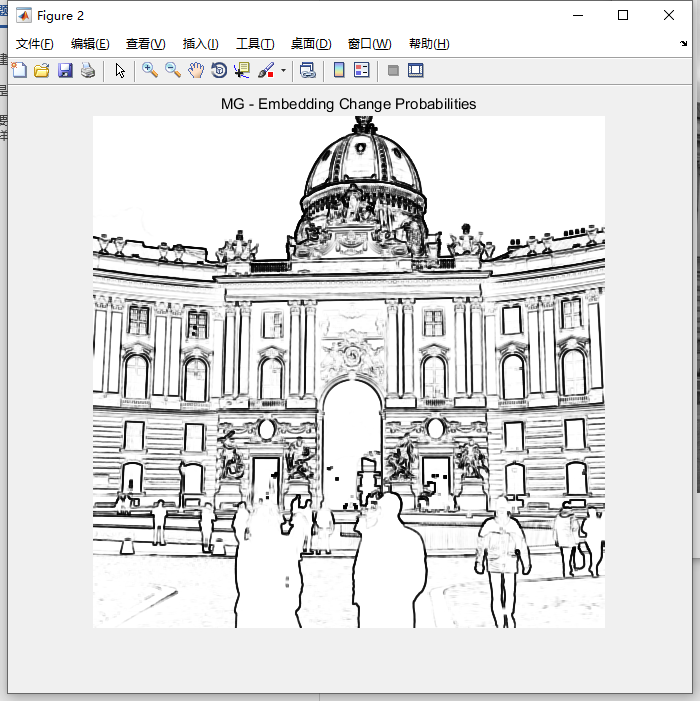 Figure 2
文件(F) 编辑(E) 查看(V) 插入(I) 工具(T) 桌面(D) 窗口(W) 帮助(H)
MG - Embedding Change Probabilities